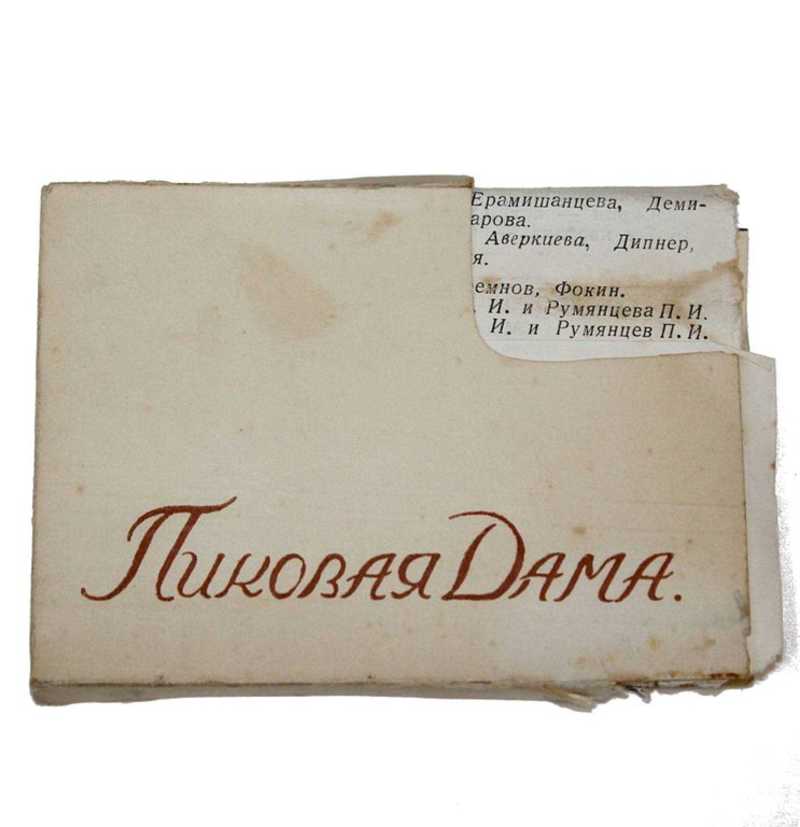 Ерамишанцева, Деми-
арова.
Аверкиева, Дипнер,
я.
емнов, Фокин.
. И. и Румянцева П. И.
И. и Румянцев П. И.
Пиковая Дама.